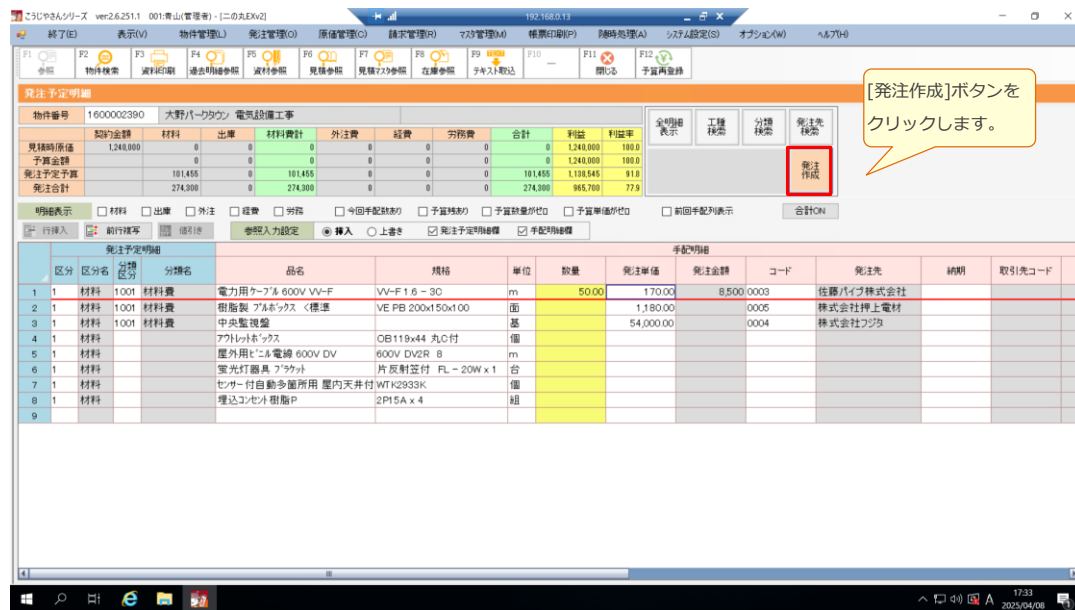 こうじやさんシリーズ ver.2.6.251.1 001:青山(管理者) - [二の丸EXv2]
192.168.0.13
終了(E) 表示(V) 物件管理(L) 発注管理(O) 原価管理(C) 請求管理(R) マスタ管理(M) 帳票印刷(P) 随時処理(A) システム設定(S) オプション(W) ヘルプ(H)
F1 参照 F2 物件検索 F3 資料印刷 F4 過去明細参照 F5 資材参照 F6 見積参照 F7 見積マスタ参照 F8 在庫参照 F9 テキスト取込 F10 F11 閉じる F12 予算再登録
発注予定明細
物件番号 1600002390 大野パークタウン 電気設備工事
契約金額 材料 出庫 材料費計 外注費 経費 労務費 合計 利益 利益率
見積時原価 1,240,000 0 0 0 0 0 0 0 1,240,000 100.0
予算金額 0 0 0 0 0 0 0 1,240,000 100.0
発注予定予算 101,455 0 101,455 0 0 0 101,455 1,138,545 91.8
発注合計 274,300 0 274,300 0 0 0 274,300 965,700 77.9
全明細表示 工種検索 分類検索 発注先検索
発注作成
[発注作成]ボタンを
クリックします。
明細表示 材料 出庫 外注 経費 労務 今回手配数あり 予算残あり 予算数量がゼロ 予算単価がゼロ 前回手配列表示 合計ON
行挿入 前行複写 値引き 参照入力設定 挿入 上書き 発注予定明細欄 手配明細欄
発注予定明細 手配明細
区分 区分名 分類区分 分類名 品名 規格 単位 数量 発注単価 発注金額 コード 発注先 納期 取引先コード
1 1 材料 1001 材料費 電力用ケーブル 600V VV-F VV-F 1.6 - 3C m 50.00 170.00 8,500 0003 佐藤パイプ株式会社
2 1 材料 1001 材料費 樹脂製 プルボックス <標準 VE PB 200x150x100 面 1,180.00 0005 株式会社押上電材
3 1 材料 1001 材料費 中央監視盤 基 54,000.00 0004 株式会社フジタ
4 1 材料 アウトレットボックス OB119x44 丸C付 個
5 1 材料 屋外用ビニル電線 600V DV 600V DV2R 8 m
6 1 材料 蛍光灯器具 ブラケット 片反射笠付 FL - 20W x 1 台
7 1 材料 センサー付自動多箇所用 屋内天井付 WTK2933K 個
8 1 材料 埋込コンセント樹脂P 2P15A x 4 組
9
A 17:33
2025/04/08